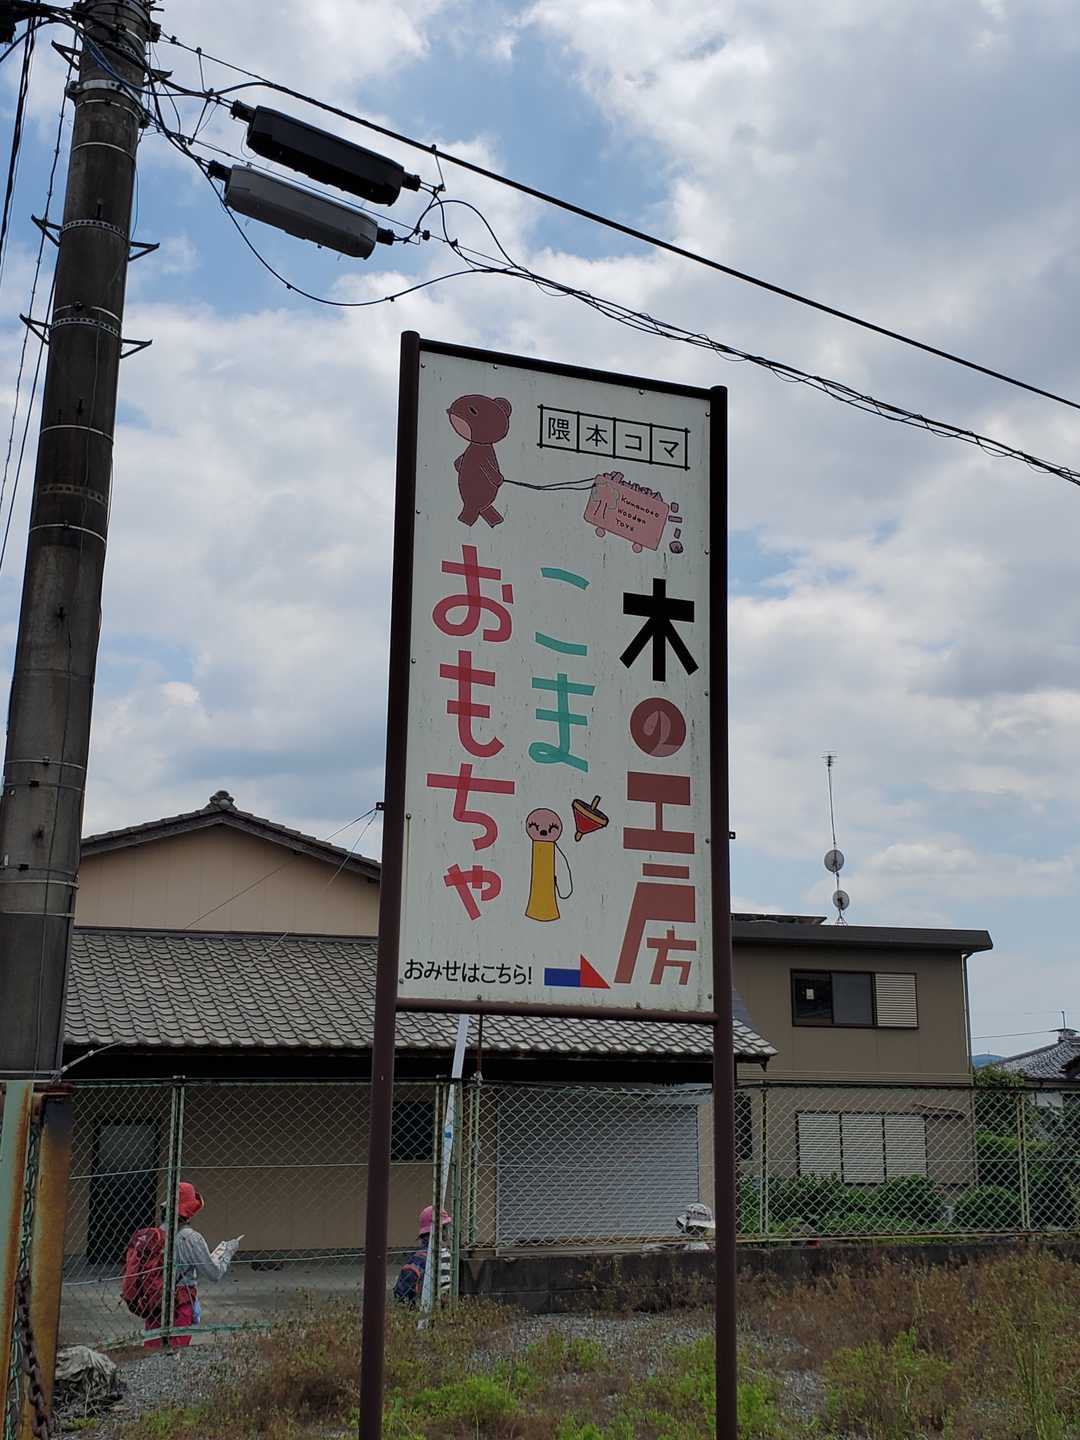 隈本コマ
Kumamoto
Wooden
Toys
木の工房
こま
おもちゃ
おみせはこちら!